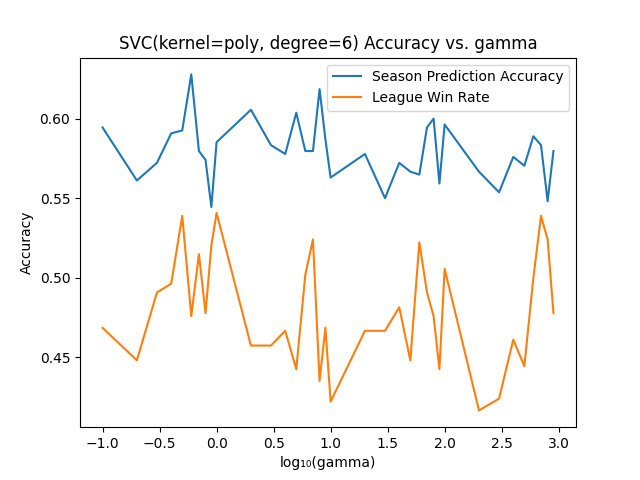 SVC(kernel=poly, degree=6) Accuracy vs. gamma
Season Prediction Accuracy
League Win Rate
Accuracy
0.60
0.55
0.50
0.45
−1.0 −0.5 0.0 0.5 1.0 1.5 2.0 2.5 3.0
log₁₀(gamma)